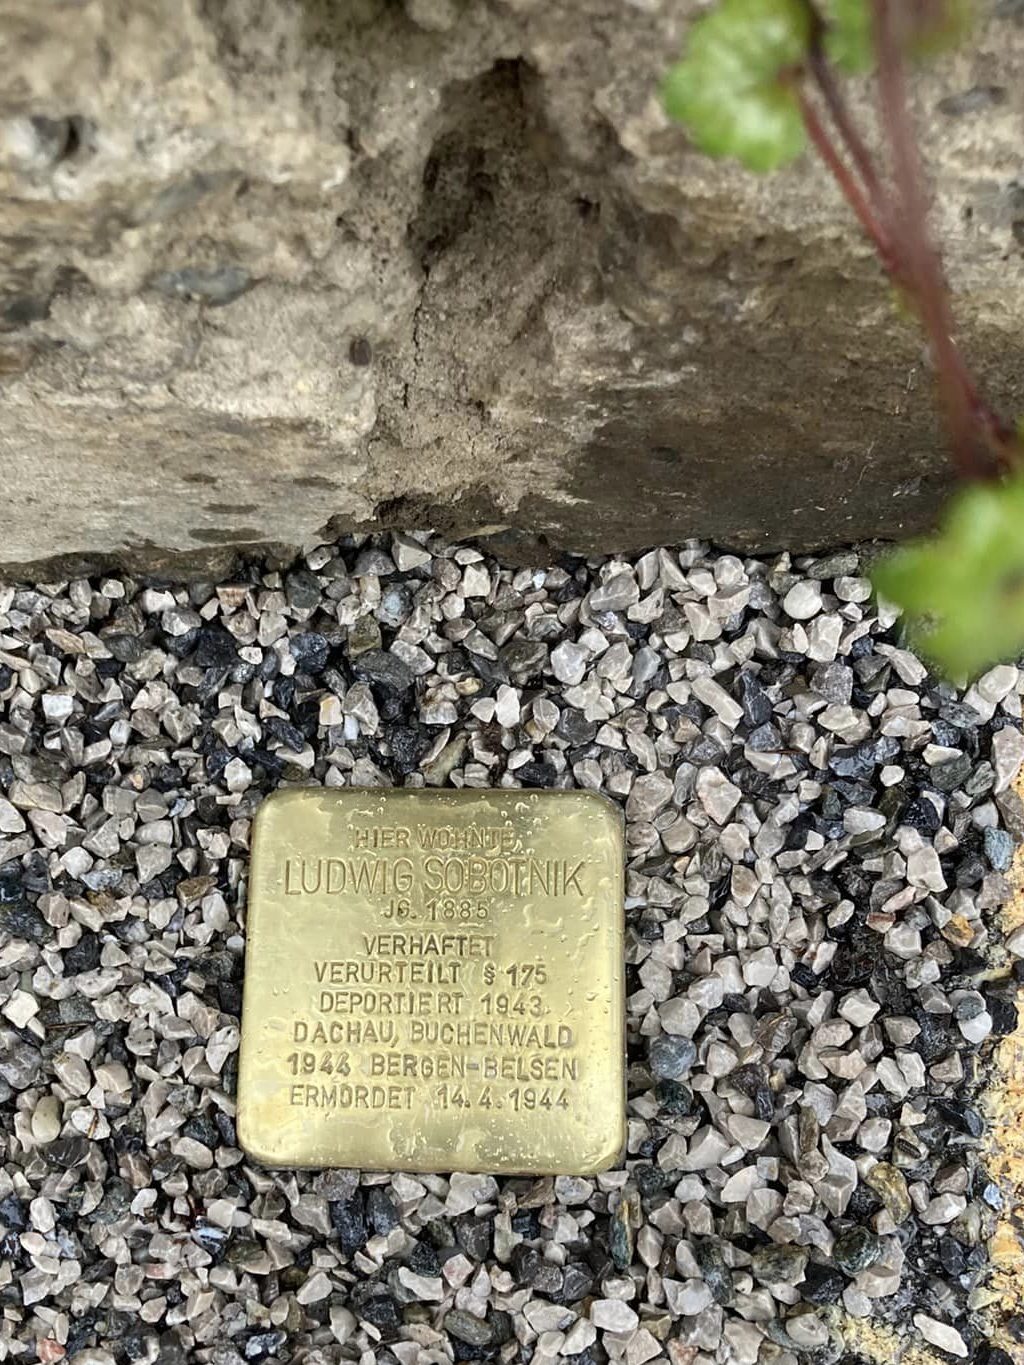 HIER WOHNTE
LUDWIG SOBOTNIK
JG. 1885
VERHAFTET
VERURTEILT § 175
DEPORTIERT 1943
DACHAU, BUCHENWALD
1944 BERGEN-BELSEN
ERMORDET 14.4.1944